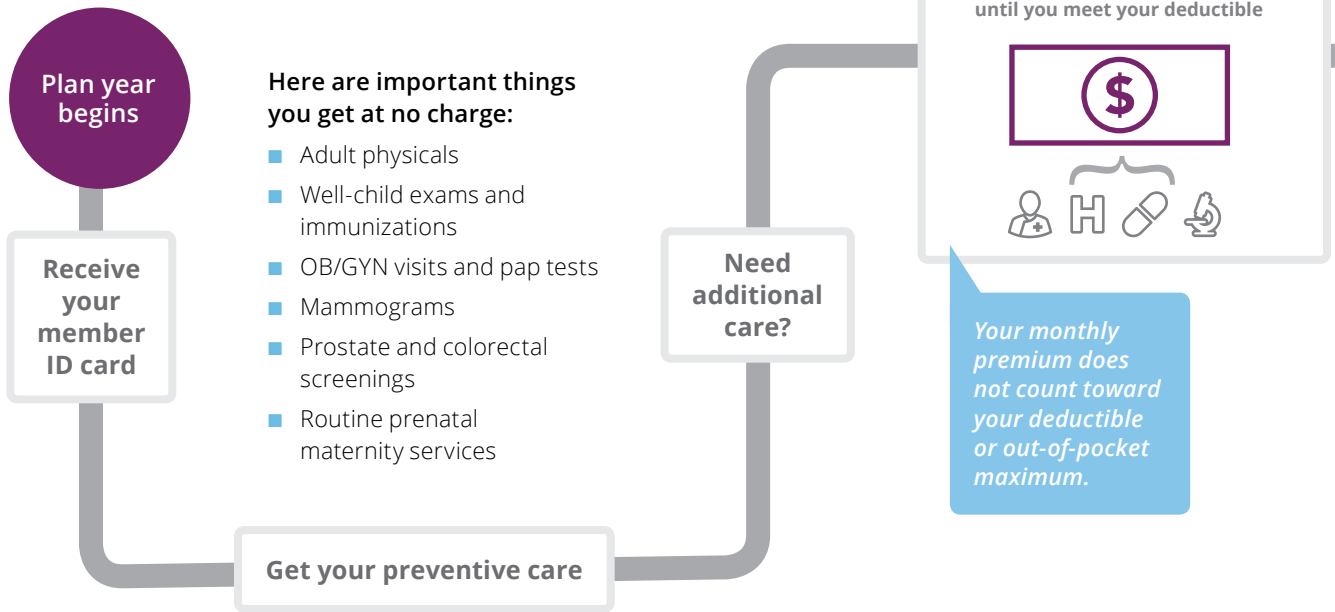 Plan year
begins
Receive
your
member
ID card
Here are important things
you get at no charge:
Adult physicals
Well-child exams and
immunizations
OB/GYN visits and pap tests
Mammograms
Prostate and colorectal
screenings
Routine prenatal
maternity services
Get your preventive care
Need
additional
care?
until you meet your deductible
$
H
Your monthly
premium does
not count toward
your deductible
or out-of-pocket
maximum.